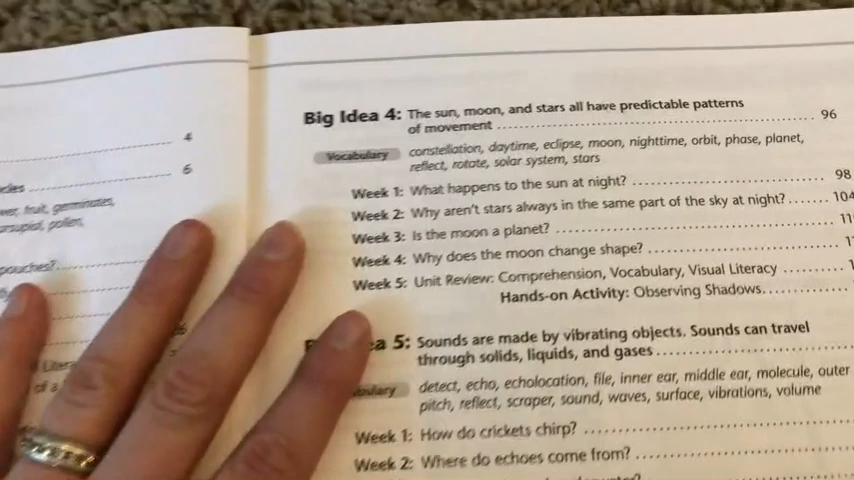 4
6
wer, fruit, germinates,
pollen,
pouches?
Big Idea 4: The sun, moon, and stars all have predictable patterns
of movement 96
Vocabulary constellation, daytime, eclipse, moon, nighttime, orbit, phase, planet,
reflect, rotate, solar system, stars
Week 1: What happens to the sun at night? 98
Week 2: Why aren't stars always in the same part of the sky at night? 104
Week 3: Is the moon a planet?
Week 4: Why does the moon change shape?
Week 5: Unit Review: Comprehension, Vocabulary, Visual Literacy
Hands-on Activity: Observing Shadows
ea 5: Sounds are made by vibrating objects. Sounds can travel
through solids, liquids, and gases
bulary detect, echo, echolocation, file, inner ear, middle ear, molecule, outer
pitch, reflect, scraper, sound, waves, surface, vibrations, volume
Week 1: How do crickets chirp?
Week 2: Where do echoes come from?